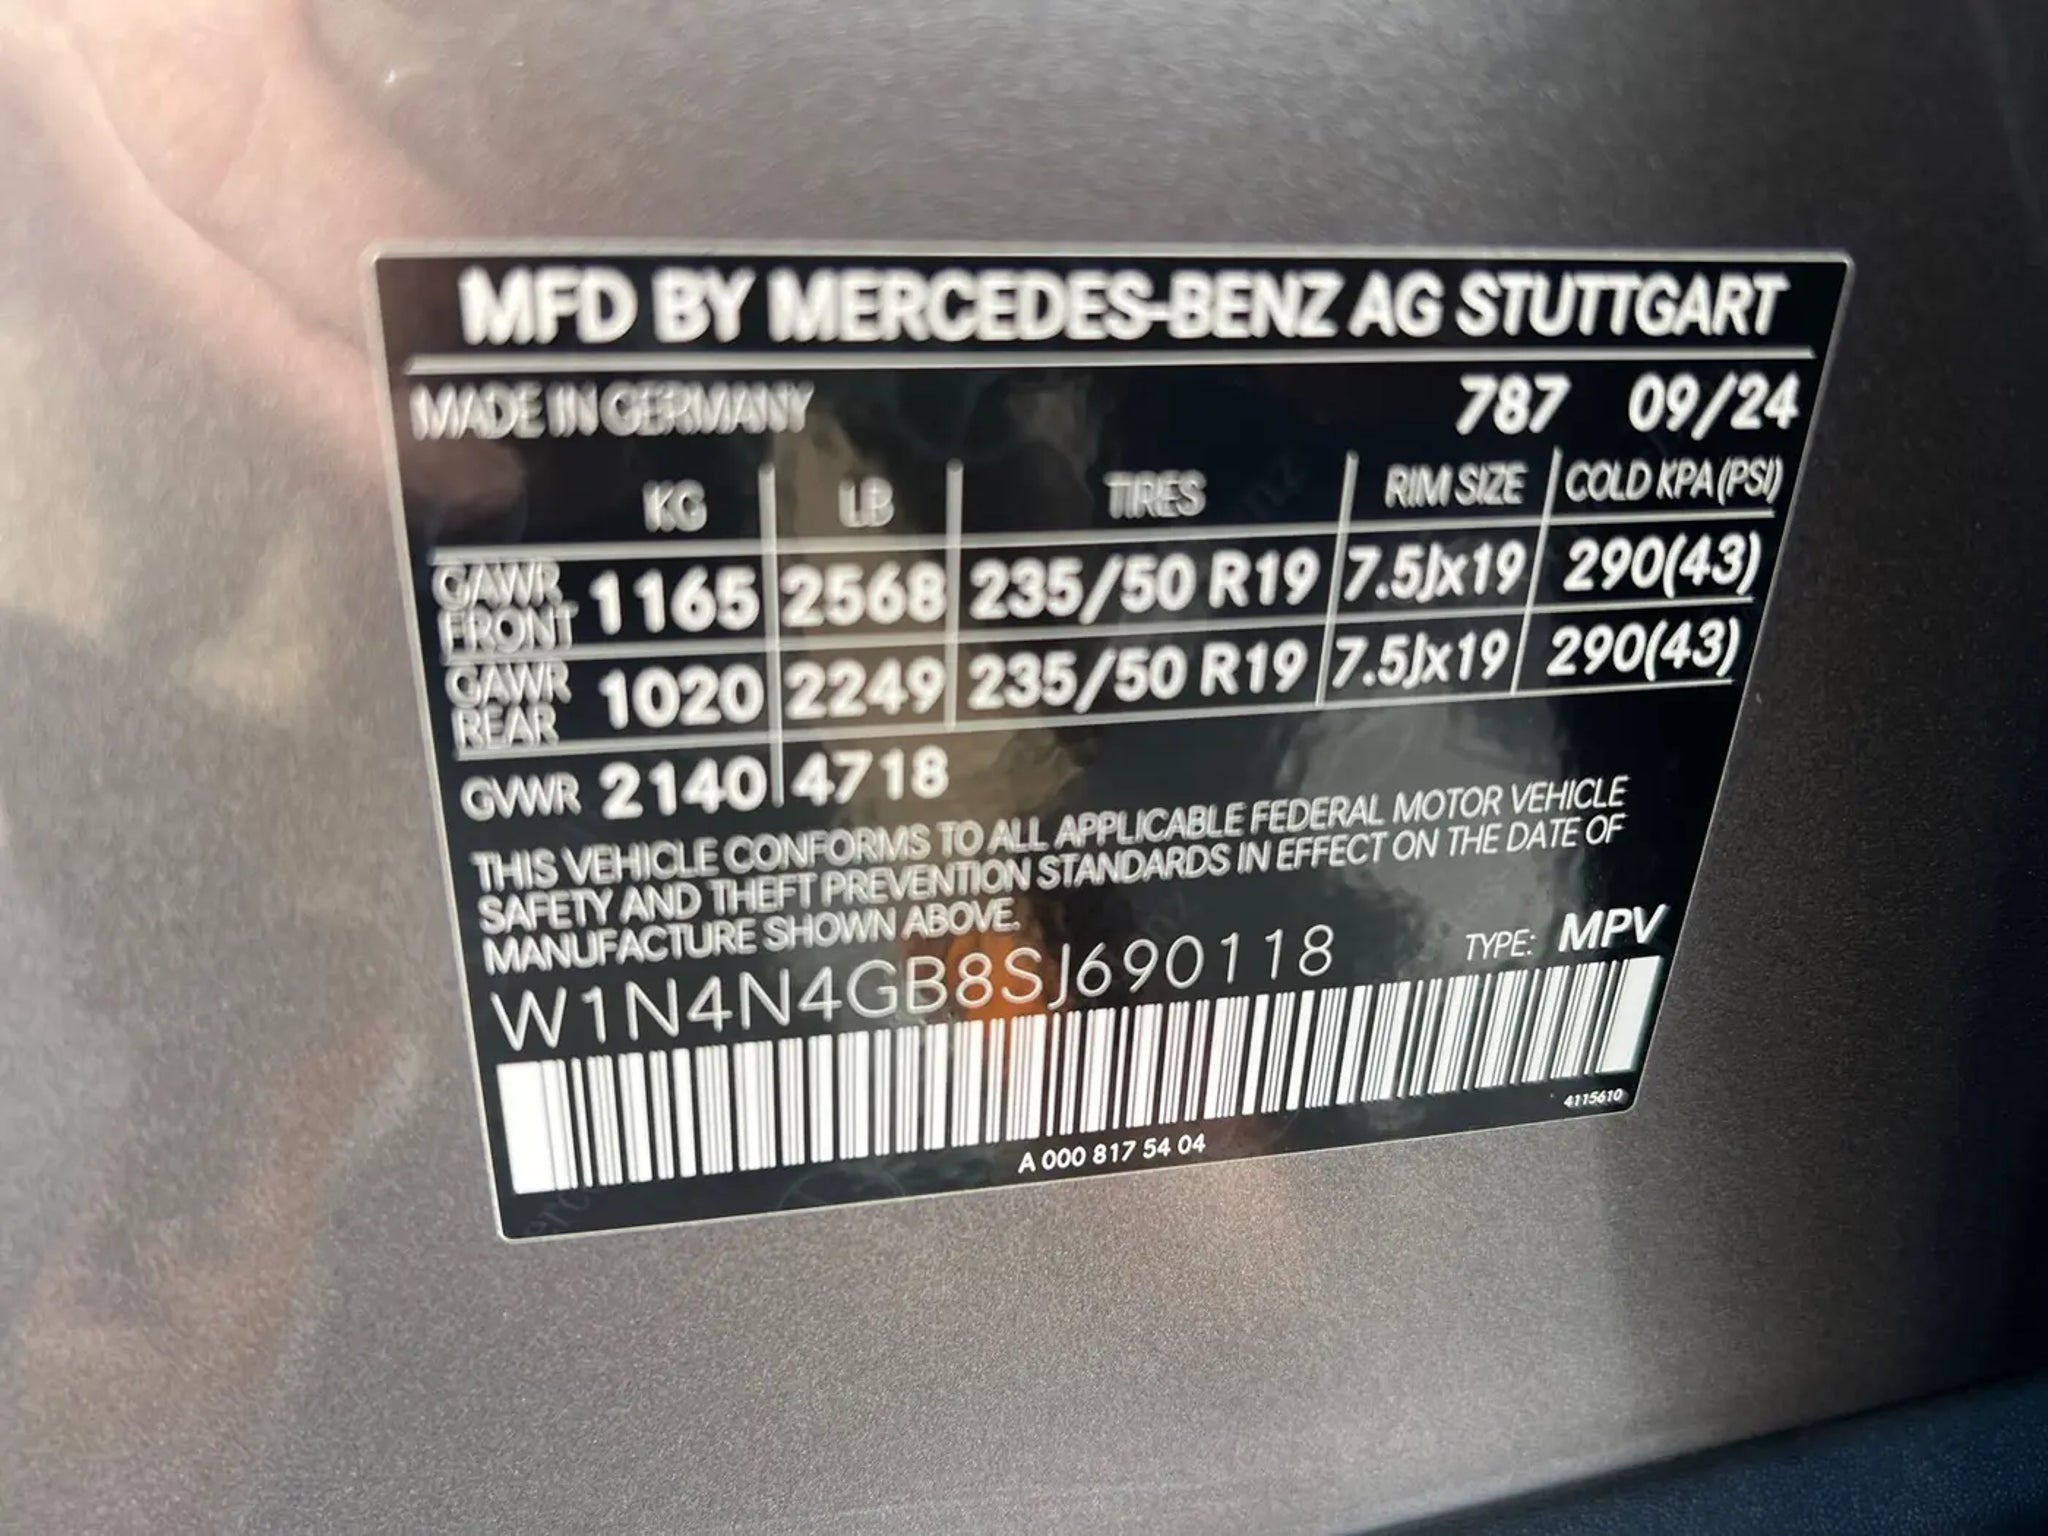 MFD BY MERCEDES-BENZ AG STUTTGART
MADE IN GERMANY 787 09/24
KG LB TIRES RIM SIZE COLD KPA (PSI)
GAWR FRONT 1165 2568 235/50 R19 7.5Jx19 290(43)
GAWR REAR 1020 2249 235/50 R19 7.5Jx19 290(43)
GVWR 2140 4718
THIS VEHICLE CONFORMS TO ALL APPLICABLE FEDERAL MOTOR VEHICLE
SAFETY AND THEFT PREVENTION STANDARDS IN EFFECT ON THE DATE OF
MANUFACTURE SHOWN ABOVE.
TYPE: MPV
W1N4N4GB8SJ690118
4115610
A 000 817 54 04